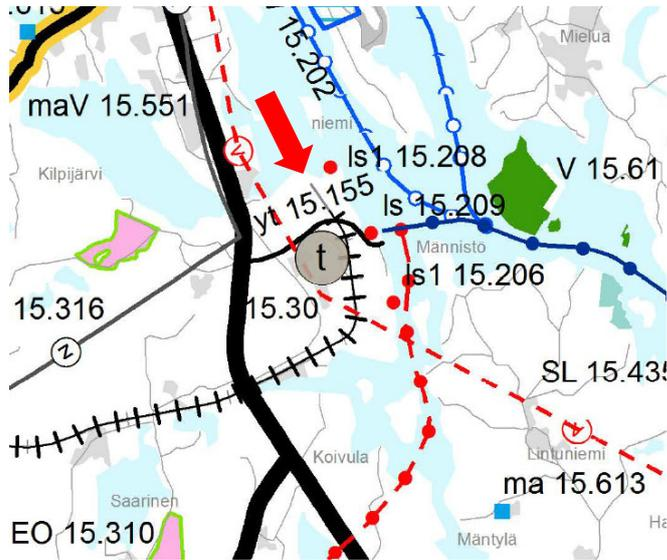 15.202
Mielua
maV 15.551
niemi
ls1 15.208
Kilpijärvi
V 15.61
yt 15.155
ls 15.209
Männistö
t
ls1 15.206
15.316
15.30
Z
SL 15.435
Lintuniemi
Koivula
ma 15.613
Saarinen
EO 15.310
Mäntylä